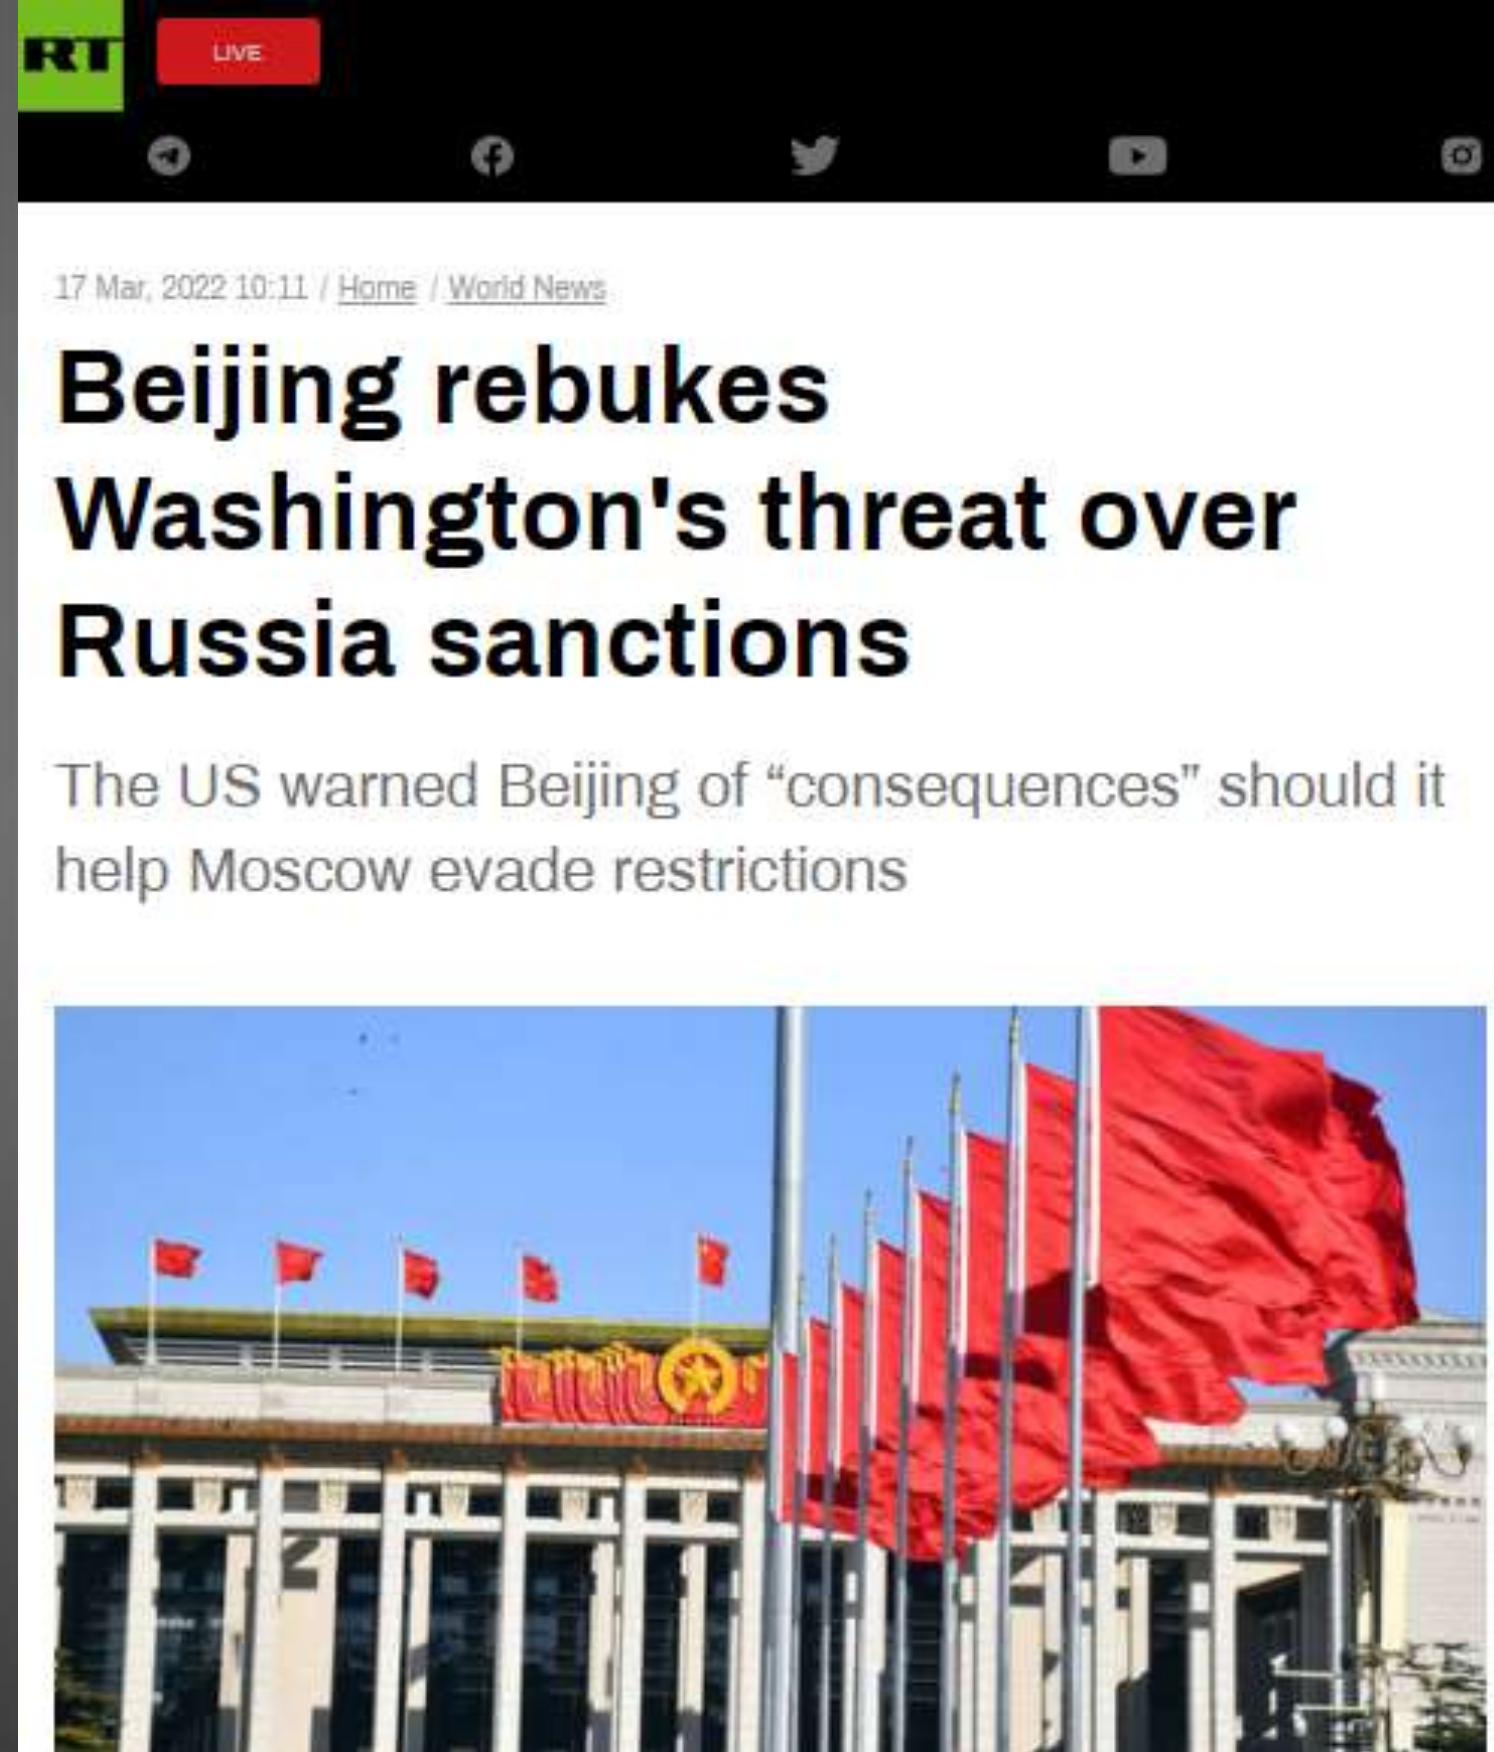 RT
LIVE
17 Mar, 2022 10:11 / Home / World News
Beijing rebukes
Washington's threat over
Russia sanctions
The US warned Beijing of “consequences” should it
help Moscow evade restrictions